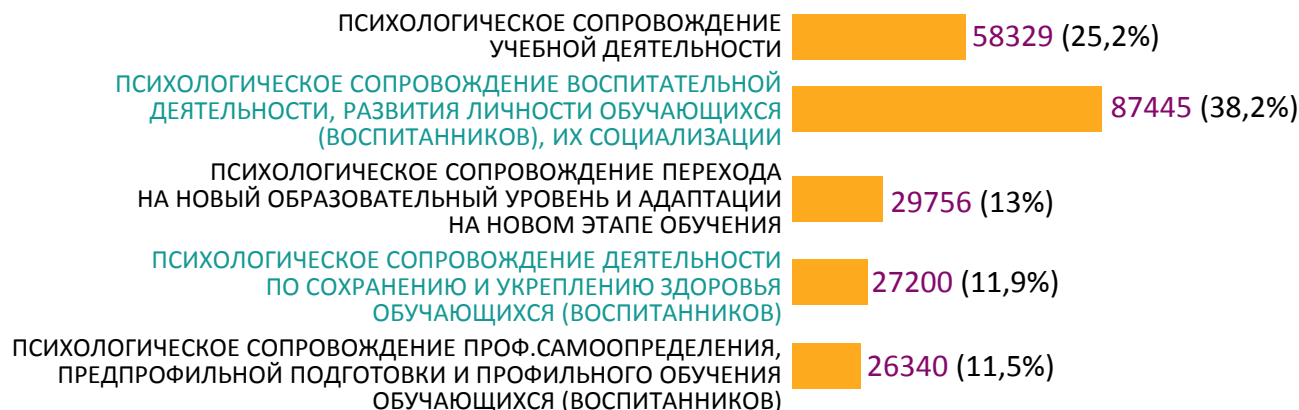 ПСИХОЛОГИЧЕСКОЕ СОПРОВОЖДЕНИЕ
УЧЕБНОЙ ДЕЯТЕЛЬНОСТИ
58329 (25,2%)
ПСИХОЛОГИЧЕСКОЕ СОПРОВОЖДЕНИЕ ВОСПИТАТЕЛЬНОЙ
ДЕЯТЕЛЬНОСТИ, РАЗВИТИЯ ЛИЧНОСТИ ОБУЧАЮЩИХСЯ
(ВОСПИТАННИКОВ), ИХ СОЦИАЛИЗАЦИИ
87445 (38,2%)
ПСИХОЛОГИЧЕСКОЕ СОПРОВОЖДЕНИЕ ПЕРЕХОДА
НА НОВЫЙ ОБРАЗОВАТЕЛЬНЫЙ УРОВЕНЬ И АДАПТАЦИИ
НА НОВОМ ЭТАПЕ ОБУЧЕНИЯ
29756 (13%)
ПСИХОЛОГИЧЕСКОЕ СОПРОВОЖДЕНИЕ ДЕЯТЕЛЬНОСТИ
ПО СОХРАНЕНИЮ И УКРЕПЛЕНИЮ ЗДОРОВЬЯ
ОБУЧАЮЩИХСЯ (ВОСПИТАННИКОВ)
27200 (11,9%)
ПСИХОЛОГИЧЕСКОЕ СОПРОВОЖДЕНИЕ ПРОФ.САМООПРЕДЕЛЕНИЯ,
ПРЕДПРОФИЛЬНОЙ ПОДГОТОВКИ И ПРОФИЛЬНОГО ОБУЧЕНИЯ
ОБУЧАЮЩИХСЯ (ВОСПИТАННИКОВ)
26340 (11,5%)